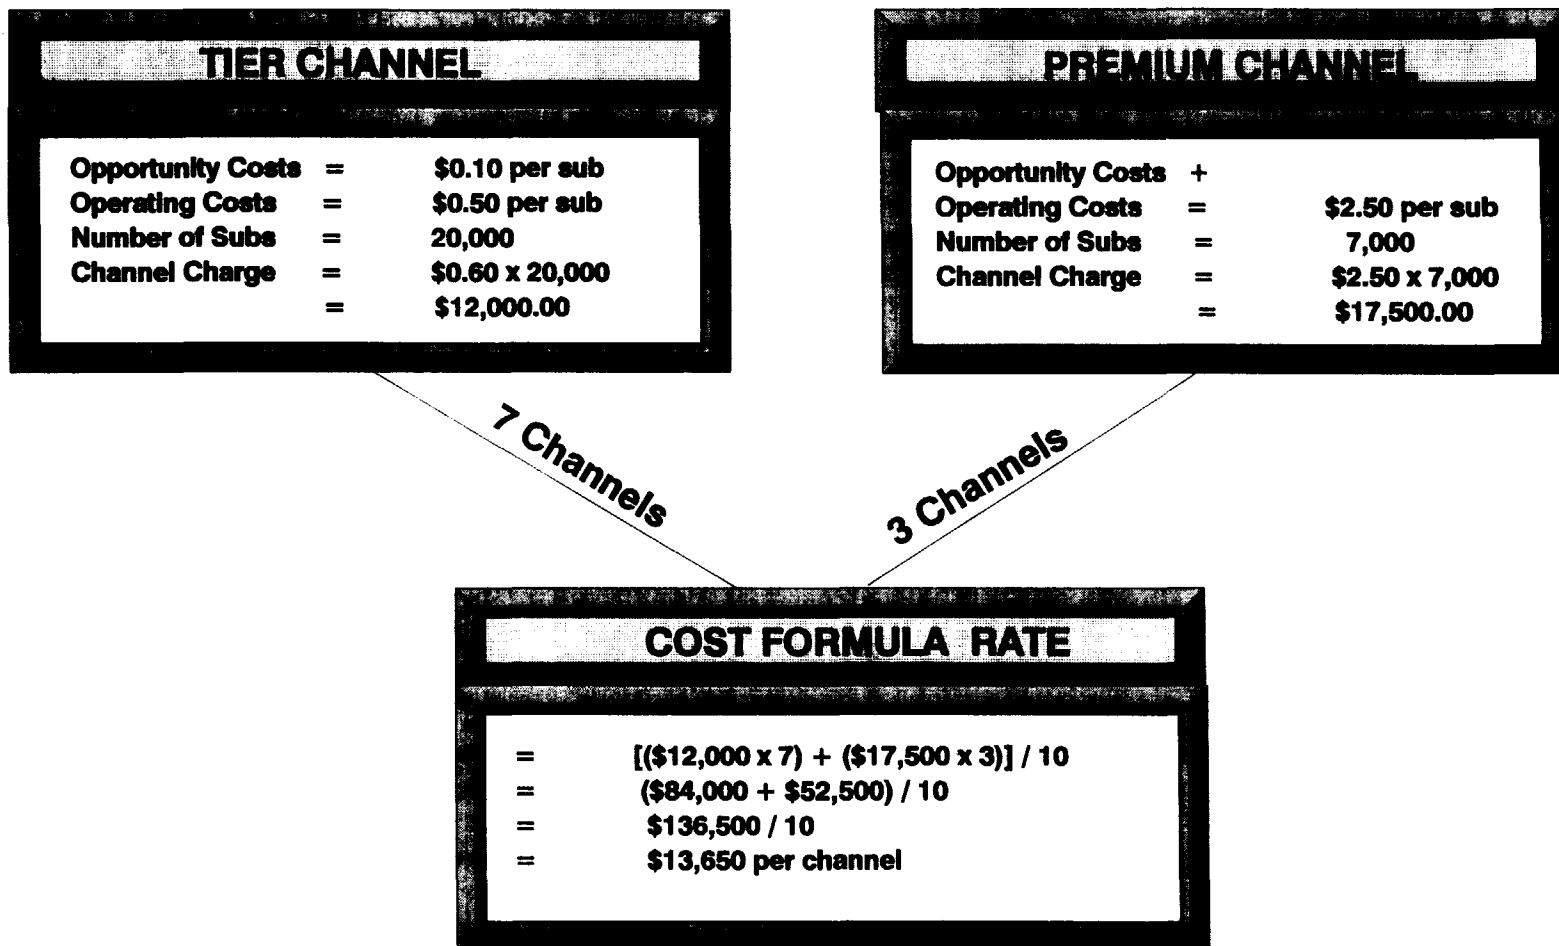 TIER CHANNEL
Opportunity Costs = $0.10 per sub
Operating Costs = $0.50 per sub
Number of Subs = 20,000
Channel Charge = $0.60 x 20,000
= $12,000.00
PREMIUM CHANNEL
Opportunity Costs +
Operating Costs = $2.50 per sub
Number of Subs = 7,000
Channel Charge = $2.50 x 7,000
= $17,500.00
7 Channels
3 Channels
COST FORMULA RATE
= [($12,000 x 7) + ($17,500 x 3)] / 10
= ($84,000 + $52,500) / 10
= $136,500 / 10
= $13,650 per channel